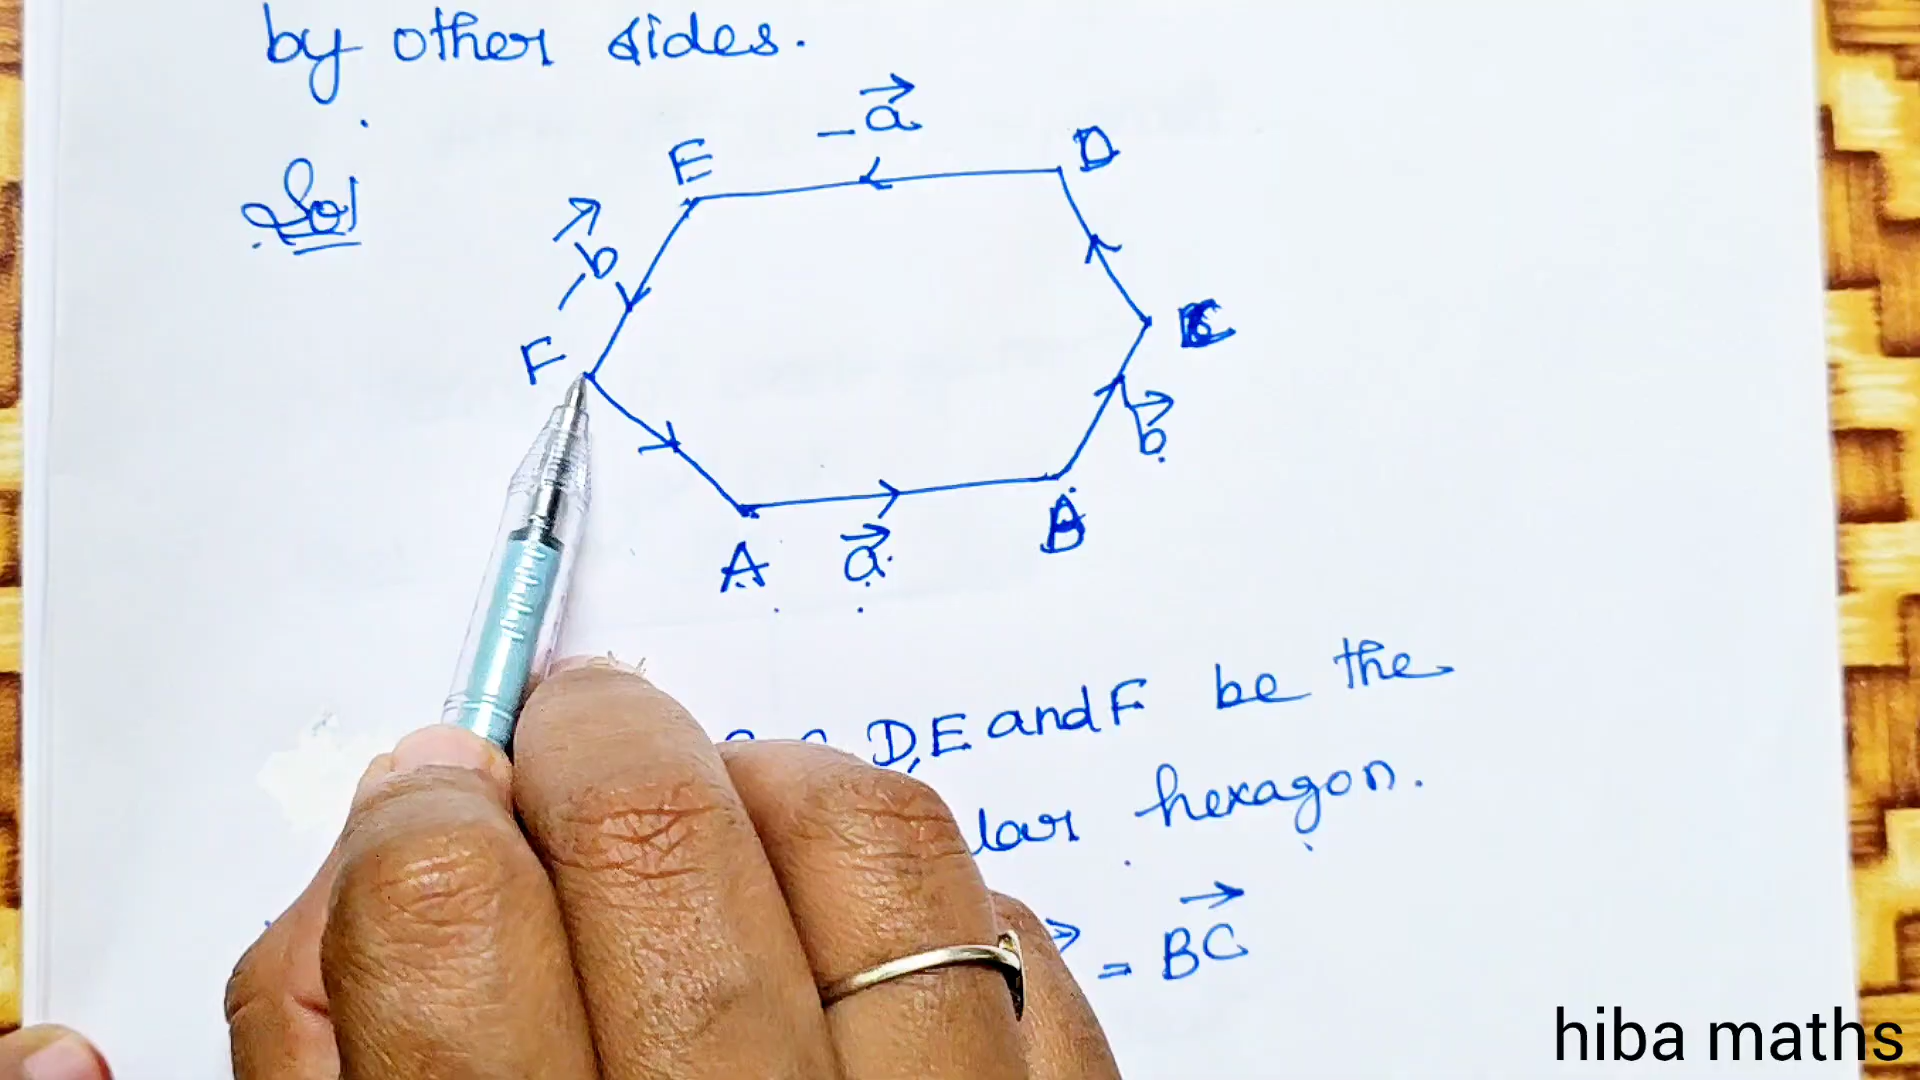 by other sides.
Sol
-a
E
D
-b
F
C
b
A
a
B
D, E and F be the
lar hexagon.
= BC
hiba maths